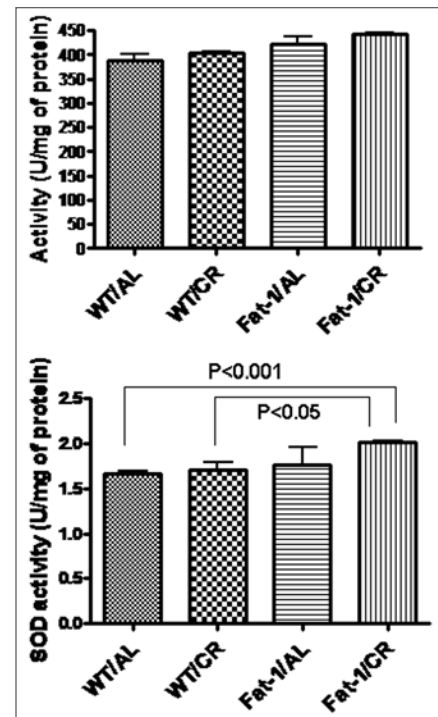 Activity (U/mg of protein)
450
400
350
300
250
200
150
100
50
0
WT/AL
WT/CR
Fat-1/AL
Fat-1/CR
P<0.001
P<0.05
SOD activity (U/mg of protein)
2.5
2.0
1.5
1.0
0.5
0.0
WT/AL
WT/CR
Fat-1/AL
Fat-1/CR